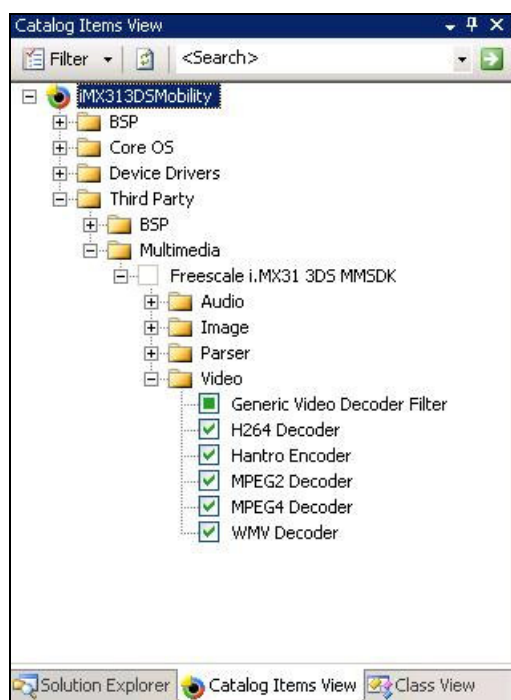 Catalog Items View
Filter <Search>
iMX313DSMobility
BSP
Core OS
Device Drivers
Third Party
BSP
Multimedia
Freescale i.MX31 3DS MMSDK
Audio
Image
Parser
Video
Generic Video Decoder Filter
H264 Decoder
Hantro Encoder
MPEG2 Decoder
MPEG4 Decoder
WMV Decoder
Solution Explorer Catalog Items View Class View